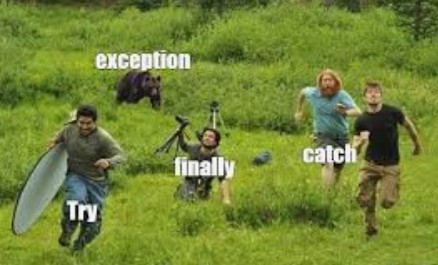 exception
finally
catch
Try